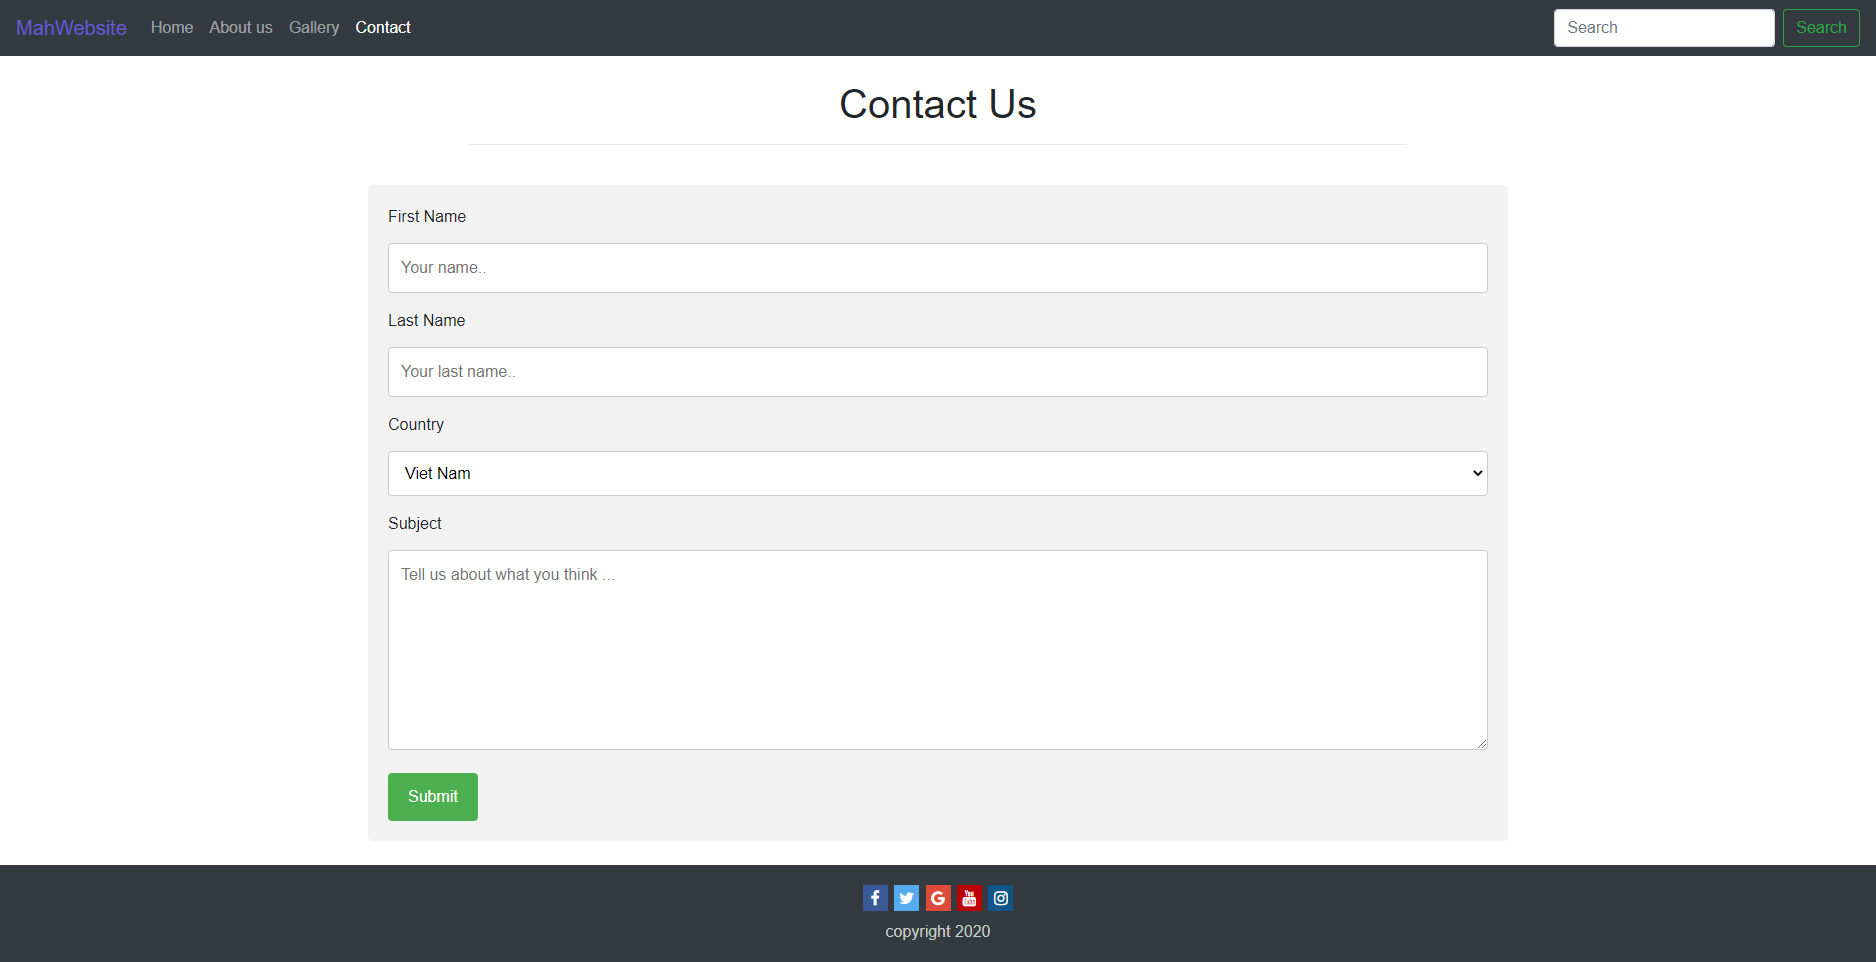 MahWebsite Home About us Gallery Contact Search Search
Contact Us
First Name
Your name..
Last Name
Your last name..
Country
Viet Nam
Subject
Tell us about what you think ...
Submit
copyright 2020